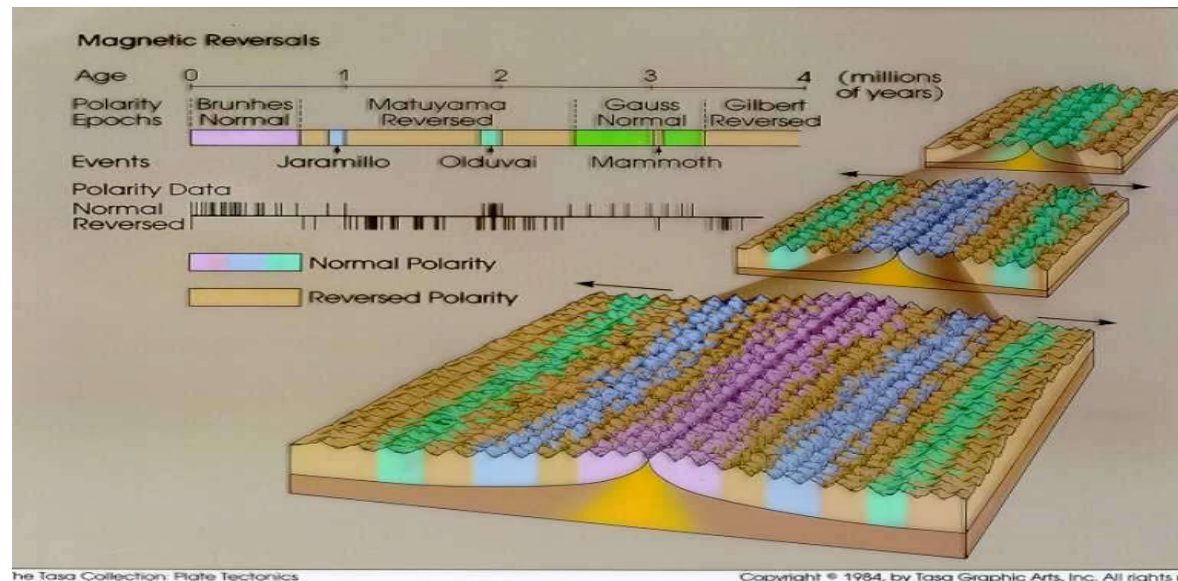 Magnetic Reversals
Age 0 1 2 3 4 (millions of years)
Polarity Epochs
Brunhes Normal
Matuyama Reversed
Gauss Normal
Gilbert Reversed
Events
Jaramillo Olduvai Mammoth
Polarity Data
Normal
Reversed
Normal Polarity
Reversed Polarity
he Tasa Collection: Plate Tectonics
Copyright © 1984, by Tasa Graphic Arts, Inc. All rights